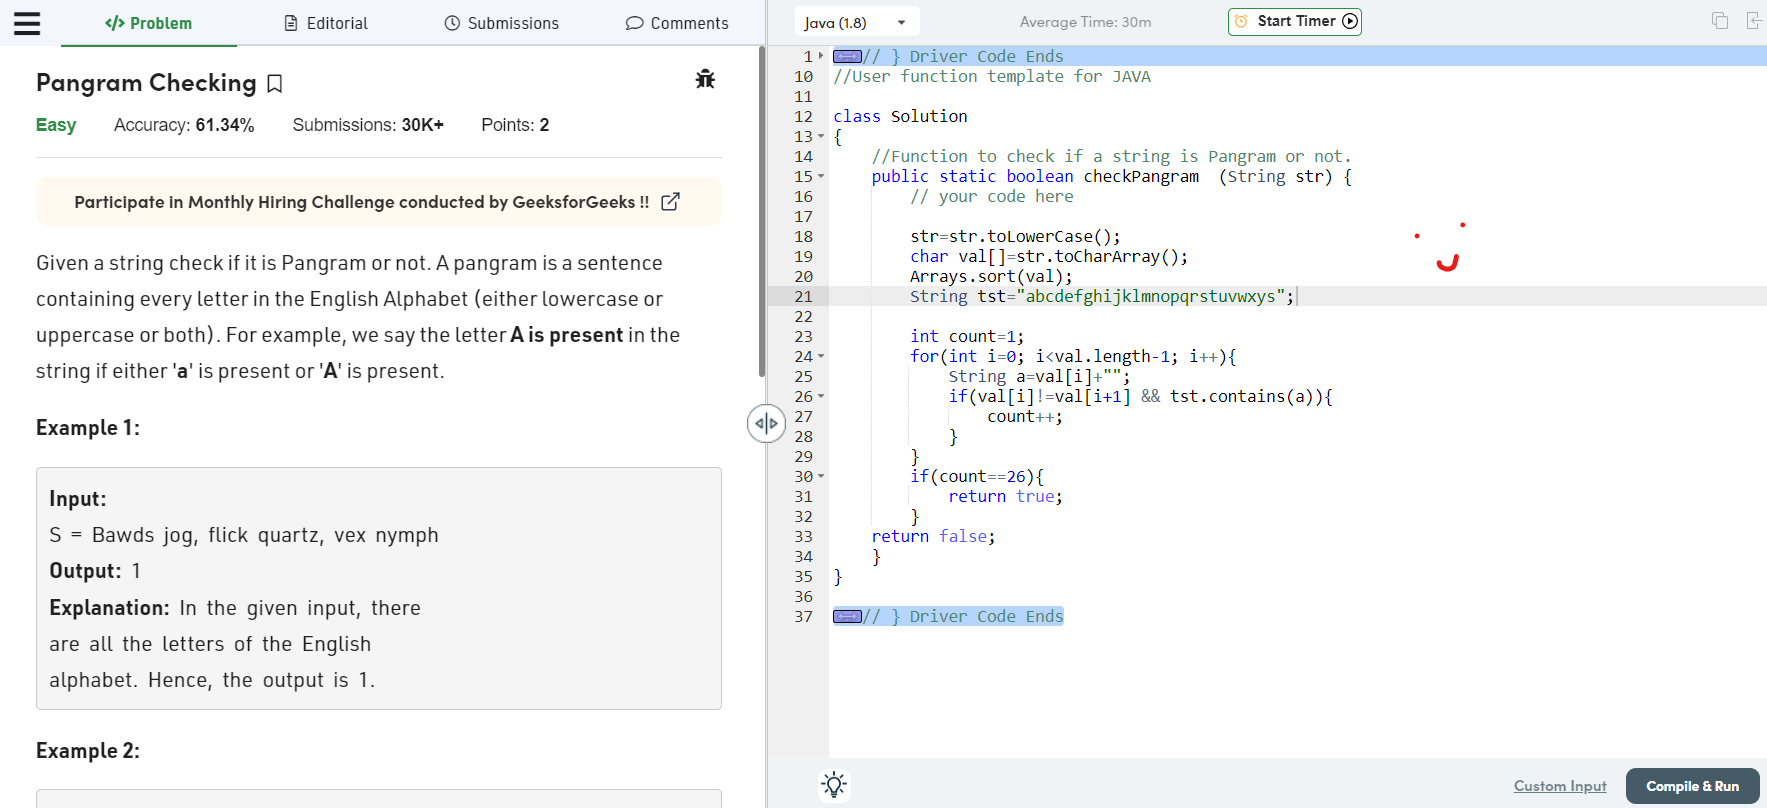 Problem
Editorial
Submissions
Comments
Pangram Checking
Easy Accuracy: 61.34% Submissions: 30K+ Points: 2
Participate in Monthly Hiring Challenge conducted by GeeksforGeeks !!
Given a string check if it is Pangram or not. A pangram is a sentence
containing every letter in the English Alphabet (either lowercase or
uppercase or both). For example, we say the letter A is present in the
string if either 'a' is present or 'A' is present.
Example 1:
Input:
S = Bawds jog, flick quartz, vex nymph
Output: 1
Explanation: In the given input, there
are all the letters of the English
alphabet. Hence, the output is 1.
Example 2:
Java (1.8)
Average Time: 30m
Start Timer
1 // } Driver Code Ends
10 //User function template for JAVA
11
12 class Solution
13 {
14 //Function to check if a string is Pangram or not.
15 public static boolean checkPangram  (String str) {
16 // your code here
17
18 str=str.toLowerCase();
19 char val[]=str.toCharArray();
20 Arrays.sort(val);
21 String tst="abcdefghijklmnopqrstuvwxys";
22
23 int count=1;
24 for(int i=0; i<val.length-1; i++){
25 String a=val[i]+"";
26 if(val[i]!=val[i+1] && tst.contains(a)){
27 count++;
28 }
29 }
30 if(count==26){
31 return true;
32 }
33 return false;
34 }
35 }
36
37 // } Driver Code Ends
Custom Input
Compile & Run